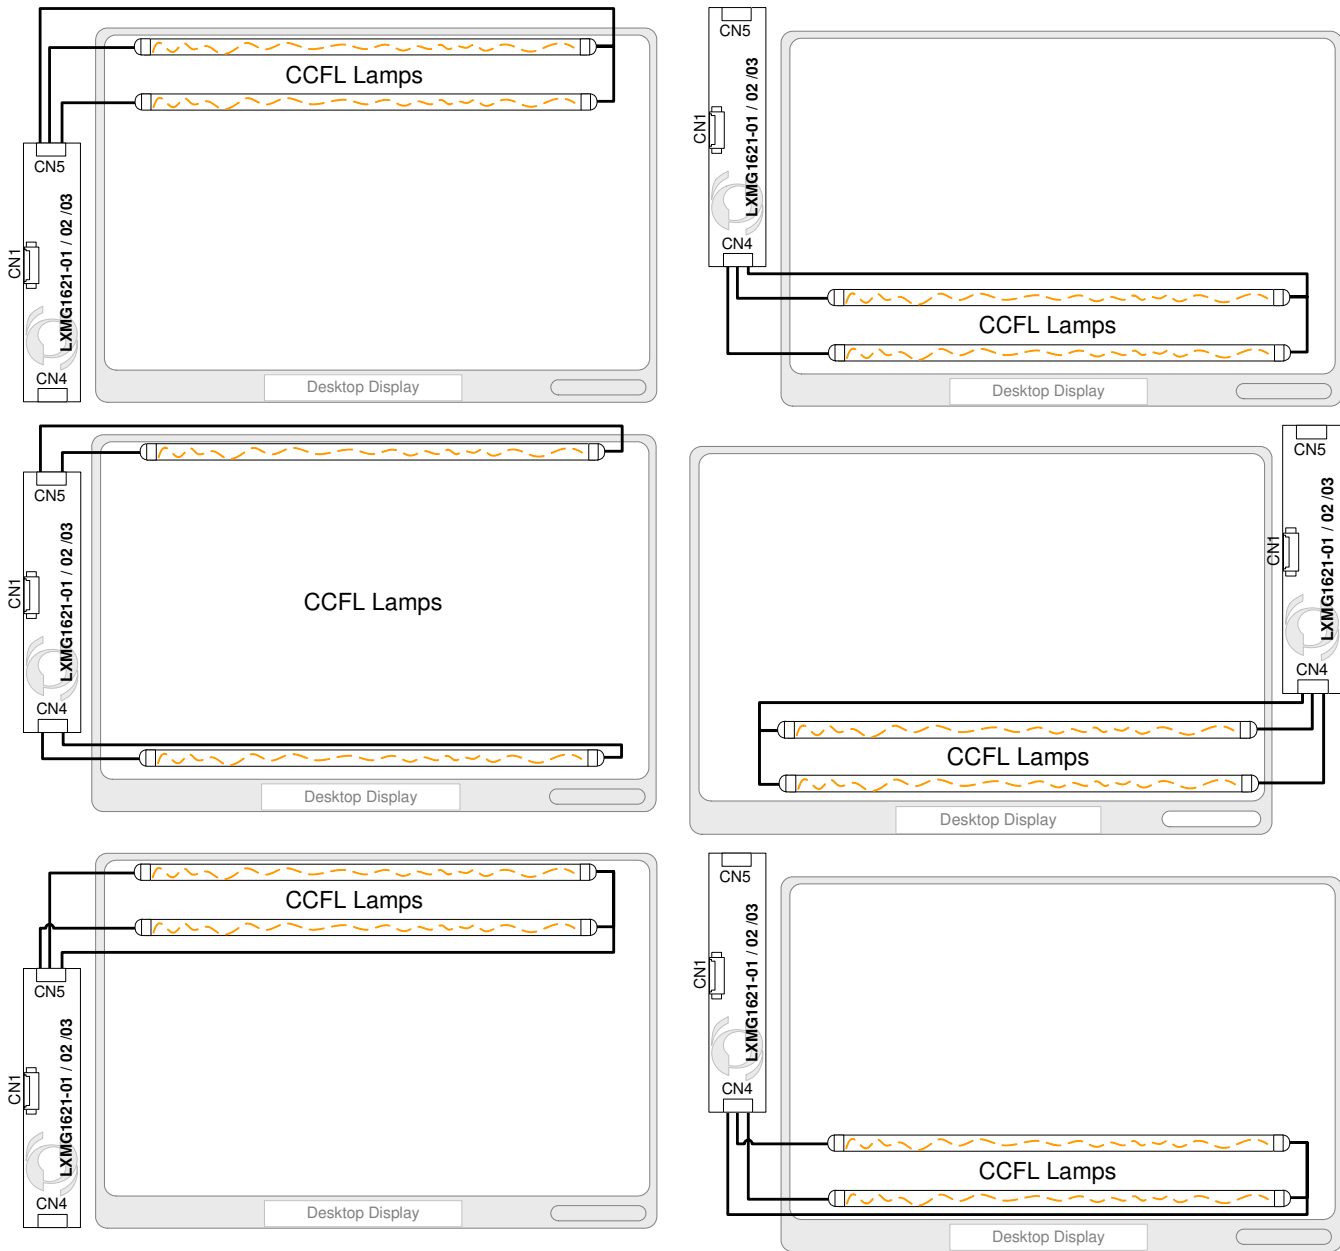 CCFL Lamps
CN5
CN1
LXMG1621-01 / 02 /03
CN4
Desktop Display
CN5
CN1
LXMG1621-01 / 02 /03
CN4
CCFL Lamps
Desktop Display
CN5
CN1
LXMG1621-01 / 02 /03
CCFL Lamps
CN4
Desktop Display
CN5
CN1
LXMG1621-01 / 02 /03
CN4
CCFL Lamps
Desktop Display
CCFL Lamps
CN5
CN1
LXMG1621-01 / 02 /03
CN4
Desktop Display
CN5
CN1
LXMG1621-01 / 02 /03
CN4
CCFL Lamps
Desktop Display